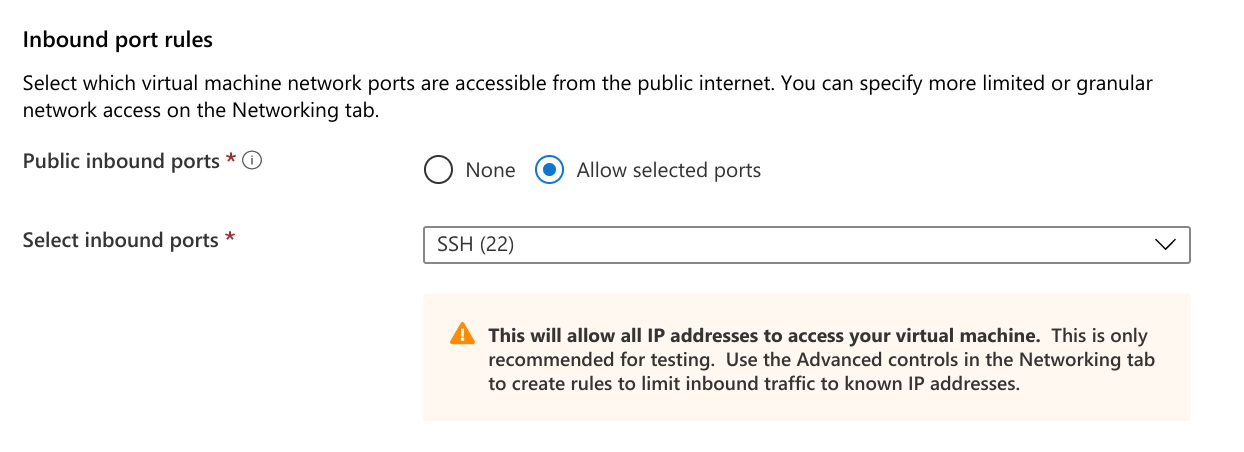 Inbound port rules
Select which virtual machine network ports are accessible from the public internet. You can specify more limited or granular
network access on the Networking tab.
Public inbound ports *
None
Allow selected ports
Select inbound ports *
SSH (22)
This will allow all IP addresses to access your virtual machine. This is only
recommended for testing. Use the Advanced controls in the Networking tab
to create rules to limit inbound traffic to known IP addresses.